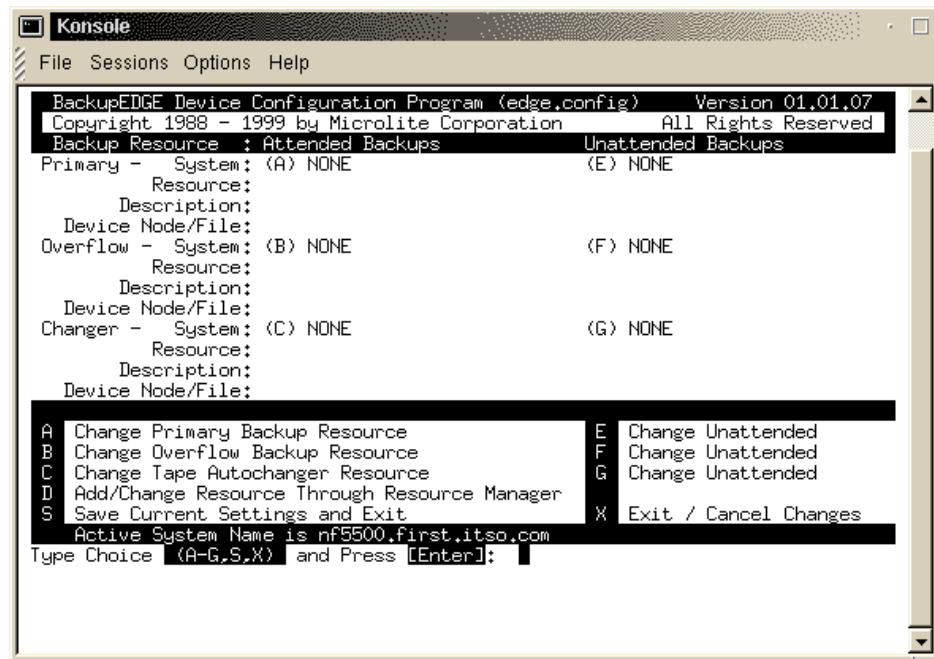 Konsole
File Sessions Options Help
BackupEDGE Device Configuration Program (edge.config) Version 01.01.07
Copyright 1988 - 1999 by Microlite Corporation All Rights Reserved
Backup Resource : Attended Backups Unattended Backups
Primary - System: (A) NONE (E) NONE
Resource:
Description:
Device Node/File:
Overflow - System: (B) NONE (F) NONE
Resource:
Description:
Device Node/File:
Changer - System: (C) NONE (G) NONE
Resource:
Description:
Device Node/File:
A Change Primary Backup Resource E Change Unattended
B Change Overflow Backup Resource F Change Unattended
C Change Tape Autochanger Resource G Change Unattended
D Add/Change Resource Through Resource Manager
S Save Current Settings and Exit X Exit / Cancel Changes
Active System Name is nf5500.first.itso.com
Type Choice (A-G,S,X) and Press [Enter]: